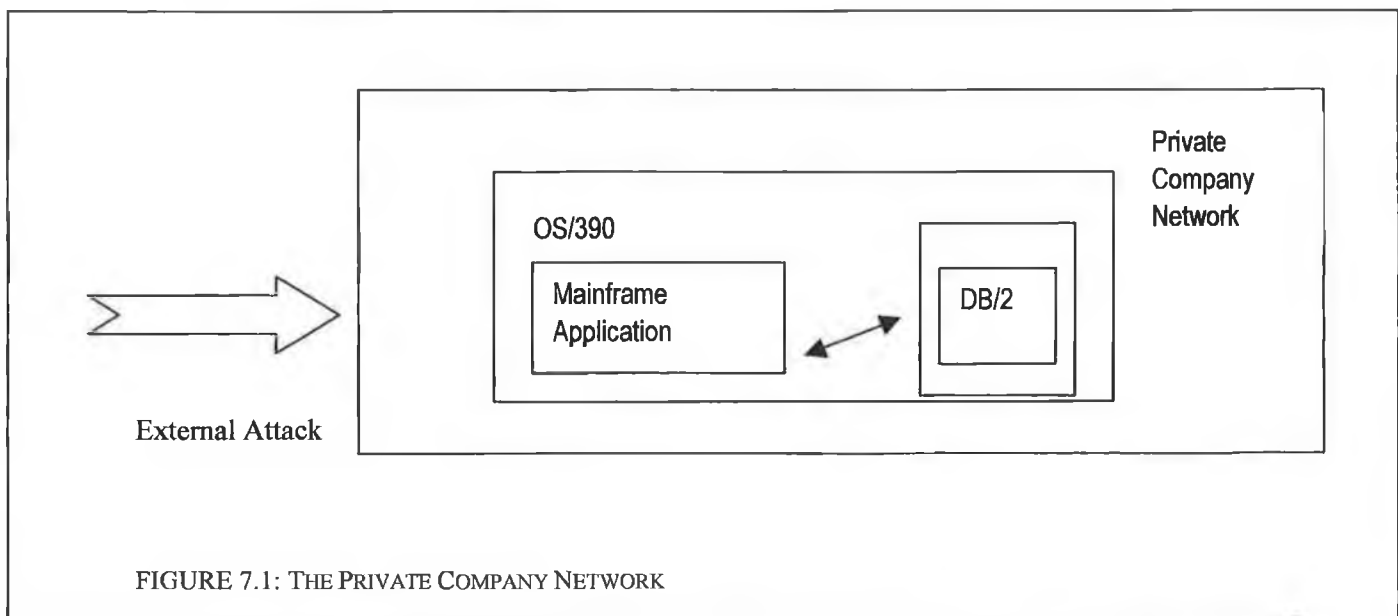 Private
Company
Network
OS/390
Mainframe
Application
DB/2
External Attack
FIGURE 7.1: THE PRIVATE COMPANY NETWORK